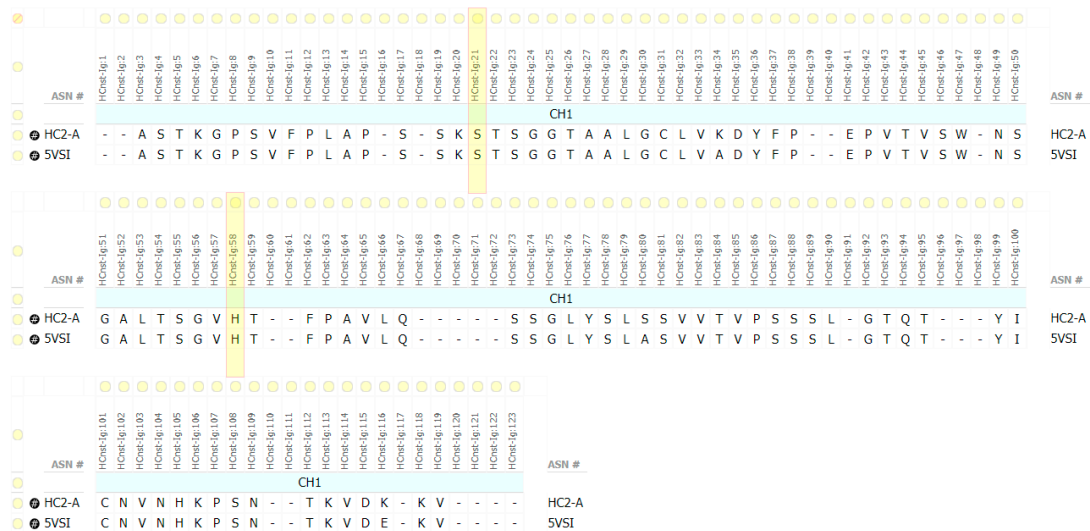 HCnst-Ig:1 HCnst-Ig:2 HCnst-Ig:3 HCnst-Ig:4 HCnst-Ig:5 HCnst-Ig:6 HCnst-Ig:7 HCnst-Ig:8 HCnst-Ig:9 HCnst-Ig:10 HCnst-Ig:11 HCnst-Ig:12 HCnst-Ig:13 HCnst-Ig:14 HCnst-Ig:15 HCnst-Ig:16 HCnst-Ig:17 HCnst-Ig:18 HCnst-Ig:19 HCnst-Ig:20 HCnst-Ig:21 HCnst-Ig:22 HCnst-Ig:23 HCnst-Ig:24 HCnst-Ig:25 HCnst-Ig:26 HCnst-Ig:27 HCnst-Ig:28 HCnst-Ig:29 HCnst-Ig:30 HCnst-Ig:31 HCnst-Ig:32 HCnst-Ig:33 HCnst-Ig:34 HCnst-Ig:35 HCnst-Ig:36 HCnst-Ig:37 HCnst-Ig:38 HCnst-Ig:39 HCnst-Ig:40 HCnst-Ig:41 HCnst-Ig:42 HCnst-Ig:43 HCnst-Ig:44 HCnst-Ig:45 HCnst-Ig:46 HCnst-Ig:47 HCnst-Ig:48 HCnst-Ig:49 HCnst-Ig:50
ASN # ASN #
CH1
# HC2-A - - A S T K G P S V F P L A P - S - S K S T S G G T A A L G C L V K D Y F P - - E P V T V S W - N S HC2-A
# 5VSI - - A S T K G P S V F P L A P - S - S K S T S G G T A A L G C L V A D Y F P - - E P V T V S W - N S 5VSI
HCnst-Ig:51 HCnst-Ig:52 HCnst-Ig:53 HCnst-Ig:54 HCnst-Ig:55 HCnst-Ig:56 HCnst-Ig:57 HCnst-Ig:58 HCnst-Ig:59 HCnst-Ig:60 HCnst-Ig:61 HCnst-Ig:62 HCnst-Ig:63 HCnst-Ig:64 HCnst-Ig:65 HCnst-Ig:66 HCnst-Ig:67 HCnst-Ig:68 HCnst-Ig:69 HCnst-Ig:70 HCnst-Ig:71 HCnst-Ig:72 HCnst-Ig:73 HCnst-Ig:74 HCnst-Ig:75 HCnst-Ig:76 HCnst-Ig:77 HCnst-Ig:78 HCnst-Ig:79 HCnst-Ig:80 HCnst-Ig:81 HCnst-Ig:82 HCnst-Ig:83 HCnst-Ig:84 HCnst-Ig:85 HCnst-Ig:86 HCnst-Ig:87 HCnst-Ig:88 HCnst-Ig:89 HCnst-Ig:90 HCnst-Ig:91 HCnst-Ig:92 HCnst-Ig:93 HCnst-Ig:94 HCnst-Ig:95 HCnst-Ig:96 HCnst-Ig:97 HCnst-Ig:98 HCnst-Ig:99 HCnst-Ig:100
ASN # ASN #
CH1
# HC2-A G A L T S G V H T - - F P A V L Q - - - - - S S G L Y S L S S V V T V P S S S L - G T Q T - - - Y I HC2-A
# 5VSI G A L T S G V H T - - F P A V L Q - - - - - S S G L Y S L A S V V T V P S S S L - G T Q T - - - Y I 5VSI
HCnst-Ig:101 HCnst-Ig:102 HCnst-Ig:103 HCnst-Ig:104 HCnst-Ig:105 HCnst-Ig:106 HCnst-Ig:107 HCnst-Ig:108 HCnst-Ig:109 HCnst-Ig:110 HCnst-Ig:111 HCnst-Ig:112 HCnst-Ig:113 HCnst-Ig:114 HCnst-Ig:115 HCnst-Ig:116 HCnst-Ig:117 HCnst-Ig:118 HCnst-Ig:119 HCnst-Ig:120 HCnst-Ig:121 HCnst-Ig:122 HCnst-Ig:123
ASN # ASN #
CH1
# HC2-A C N V N H K P S N - - T K V D K - K V - - - - HC2-A
# 5VSI C N V N H K P S N - - T K V D E - K V - - - - 5VSI